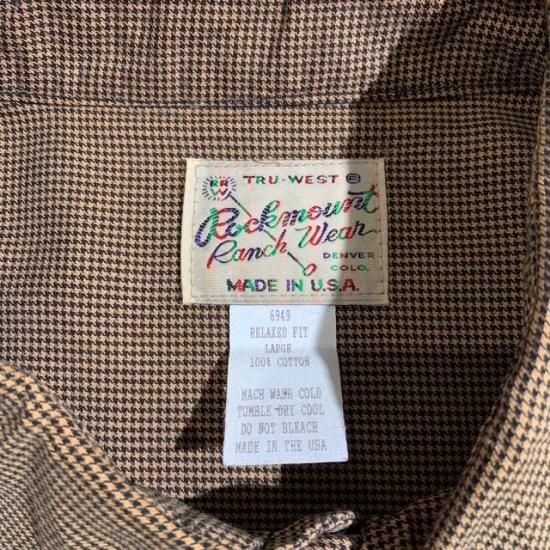 RR
W
TRU-WEST ®
Rockmount
Ranch Wear
DENVER
COLO.
MADE IN U.S.A.
6949
RELAXED FIT
LARGE
100% COTTON
MACH WASH COLD
TUMBLE DRY COOL
DO NOT BLEACH
MADE IN THE USA